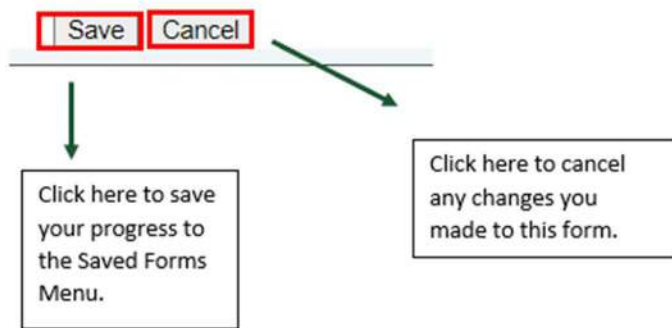 Save Cancel
Click here to save
your progress to
the Saved Forms
Menu.
Click here to cancel
any changes you
made to this form.